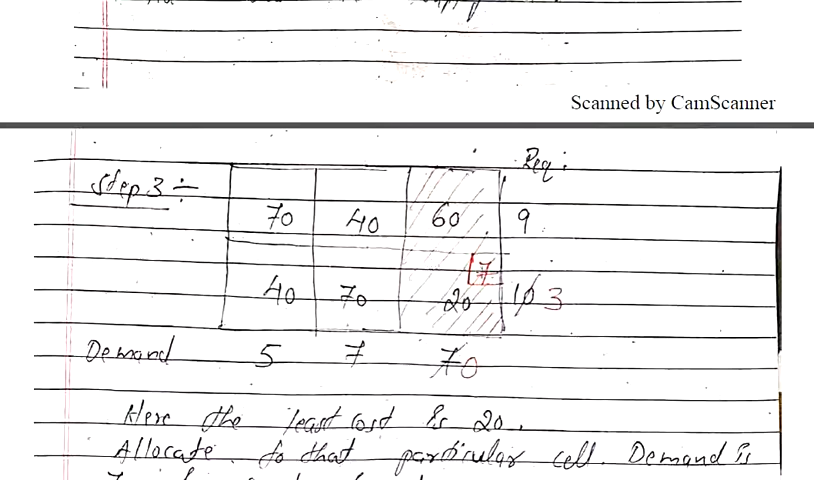 Scanned by CamScanner
Req:
Step 3 :-
70 40 60 9
7
40 70 20 10 3
Demand 5 7 7 0
Here the least cost is 20.
Allocate to that particular cell. Demand is